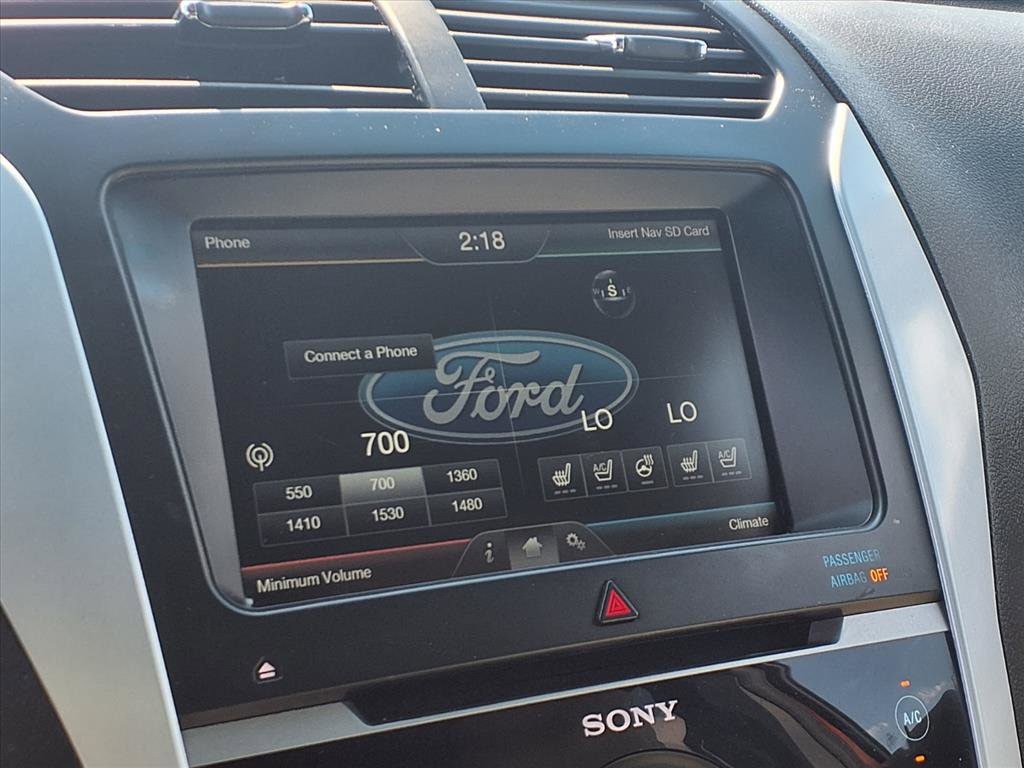 Phone
2:18
Insert Nav SD Card
W I S I E
Connect a Phone
Ford
700
LO
LO
550 700 1360
1410 1530 1480
A/C
A/C
i
Minimum Volume
Climate
PASSENGER
AIRBAG OFF
SONY
A/C